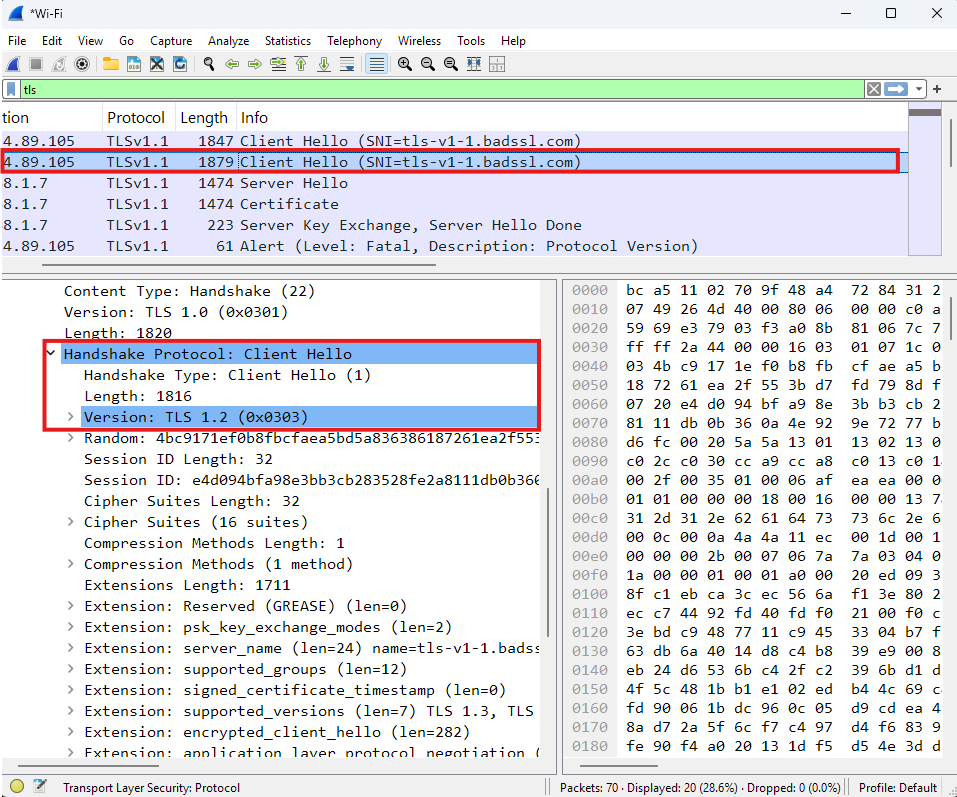 *Wi-Fi
File Edit View Go Capture Analyze Statistics Telephony Wireless Tools Help
tls
tion Protocol Length Info
4.89.105 TLSv1.1 1847 Client Hello (SNI=tls-v1-1.badssl.com)
4.89.105 TLSv1.1 1879 Client Hello (SNI=tls-v1-1.badssl.com)
8.1.7 TLSv1.1 1474 Server Hello
8.1.7 TLSv1.1 1474 Certificate
8.1.7 TLSv1.1 223 Server Key Exchange, Server Hello Done
4.89.105 TLSv1.1 61 Alert (Level: Fatal, Description: Protocol Version)
Content Type: Handshake (22)
Version: TLS 1.0 (0x0301)
Length: 1820
Handshake Protocol: Client Hello
Handshake Type: Client Hello (1)
Length: 1816
Version: TLS 1.2 (0x0303)
Random: 4bc9171ef0b8fbcfaea5bd5a836386187261ea2f553
Session ID Length: 32
Session ID: e4d094bfa98e3bb3cb283528fe2a8111db0b360
Cipher Suites Length: 32
Cipher Suites (16 suites)
Compression Methods Length: 1
Compression Methods (1 method)
Extensions Length: 1711
Extension: Reserved (GREASE) (len=0)
Extension: psk_key_exchange_modes (len=2)
Extension: server_name (len=24) name=tls-v1-1.badss
Extension: supported_groups (len=12)
Extension: signed_certificate_timestamp (len=0)
Extension: supported_versions (len=7) TLS 1.3, TLS
Extension: encrypted_client_hello (len=282)
Extension: application_layer_protocol_negotiation (
0000 bc a5 11 02 70 9f 48 a4 72 84 31 2
0010 07 49 26 4d 40 00 80 06 00 00 c0 a
0020 59 69 e3 79 03 f3 a0 8b 81 06 7c 7
0030 ff ff 2a 44 00 00 16 03 01 07 1c 0
0040 03 4b c9 17 1e f0 b8 fb cf ae a5 b
0050 18 72 61 ea 2f 55 3b d7 fd 79 8d f
0060 07 20 e4 d0 94 bf a9 8e 3b b3 cb 2
0070 81 11 db 0b 36 0a 4e 92 9e 72 77 b
0080 d6 fc 00 20 5a 5a 13 01 13 02 13 0
0090 c0 2c c0 30 cc a9 cc a8 c0 13 c0 1
00a0 00 2f 00 35 01 00 06 af ea ea 00 0
00b0 01 01 00 00 00 18 00 16 00 00 13 7
00c0 31 2d 31 2e 62 61 64 73 73 6c 2e 6
00d0 00 0c 00 0a 4a 4a 11 ec 00 1d 00 1
00e0 00 00 00 2b 00 07 06 7a 7a 03 04 0
00f0 1a 00 00 01 00 01 a0 00 20 ed 09 3
0100 8f c1 eb ca 3c ec 56 6a f1 3e 80 2
0110 ec c7 44 92 fd 40 fd f0 21 00 f0 c
0120 3e bd c9 48 77 11 c9 45 33 04 b7 f
0130 63 db 6a 40 14 d8 c4 b8 39 e9 00 8
0140 eb 24 d6 53 6b c4 2f c2 39 6b d1 d
0150 4f 5c 48 1b b1 e1 02 ed b4 4c 69 c
0160 fd 90 06 1b dc 96 0c 05 d9 cd ea 4
0170 8a d7 2a 5f 6c f7 c4 97 d4 f6 83 9
0180 fe 90 f4 a0 20 13 1d f5 d5 4e 3d d
Transport Layer Security: Protocol Packets: 70 · Displayed: 20 (28.6%) · Dropped: 0 (0.0%) Profile: Default